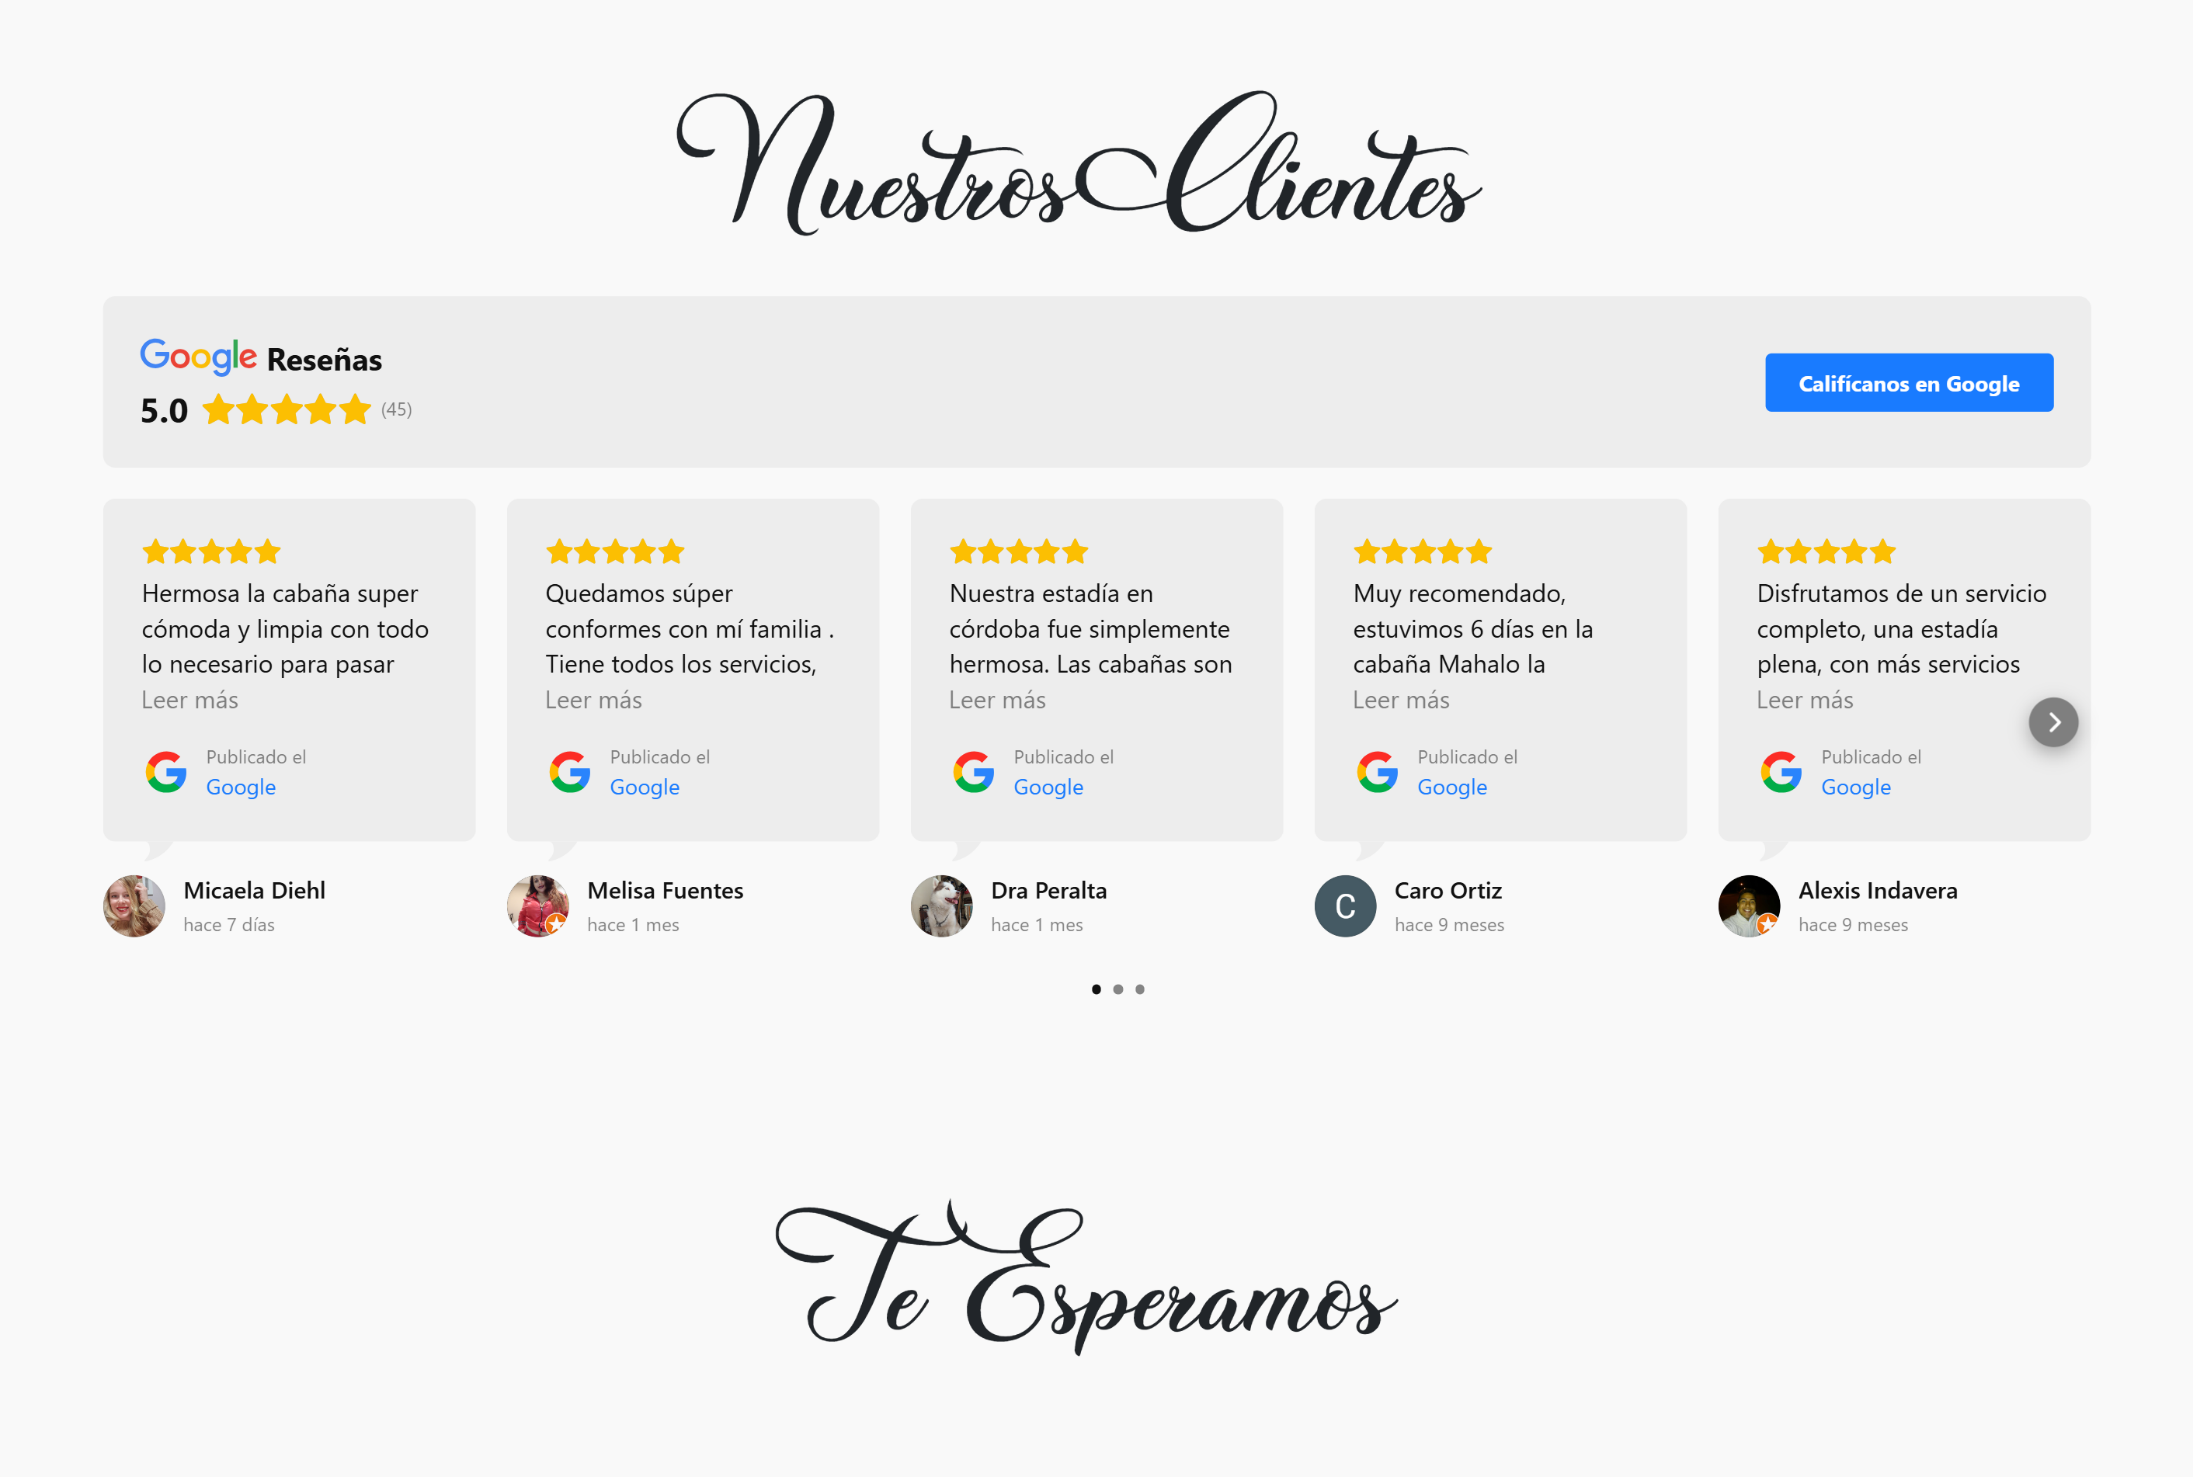 Nuestros Clientes
Google Reseñas
5.0 (45)
Califícanos en Google
Hermosa la cabaña super
cómoda y limpia con todo
lo necesario para pasar
Leer más
Publicado el
Google
Micaela Diehl
hace 7 días
Quedamos súper
conformes con mí familia .
Tiene todos los servicios,
Leer más
Publicado el
Google
Melisa Fuentes
hace 1 mes
Nuestra estadía en
córdoba fue simplemente
hermosa. Las cabañas son
Leer más
Publicado el
Google
Dra Peralta
hace 1 mes
Muy recomendado,
estuvimos 6 días en la
cabaña Mahalo la
Leer más
Publicado el
Google
C
Caro Ortiz
hace 9 meses
Disfrutamos de un servicio
completo, una estadía
plena, con más servicios
Leer más
Publicado el
Google
Alexis Indavera
hace 9 meses
Te Esperamos